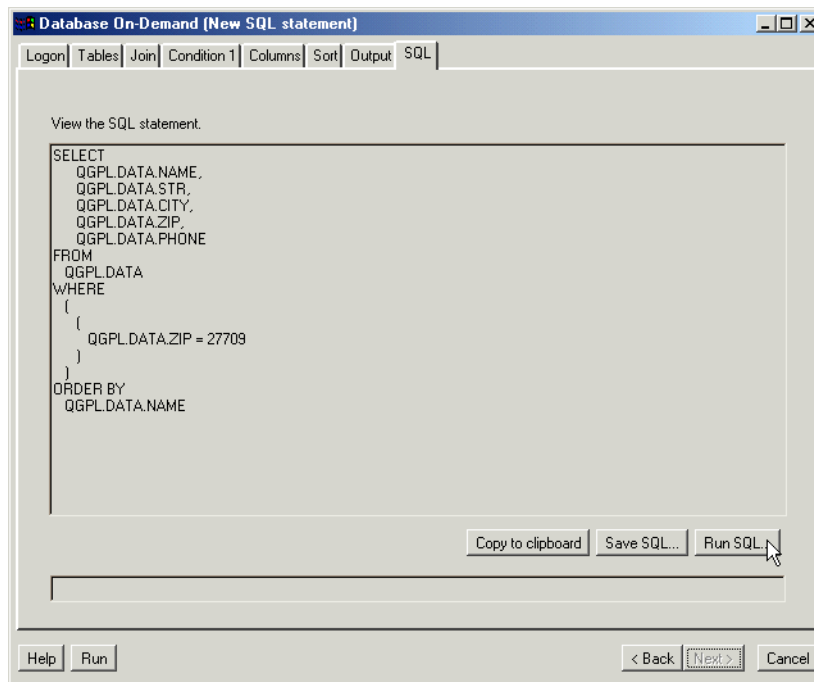 Database On-Demand (New SQL statement)
Logon Tables Join Condition 1 Columns Sort Output SQL
View the SQL statement.
SELECT
QGPL.DATA.NAME,
QGPL.DATA.STR,
QGPL.DATA.CITY,
QGPL.DATA.ZIP,
QGPL.DATA.PHONE
FROM
QGPL.DATA
WHERE
(
(
QGPL.DATA.ZIP = 27709
)
)
ORDER BY
QGPL.DATA.NAME
Copy to clipboard Save SQL... Run SQL...
Help Run < Back Next > Cancel